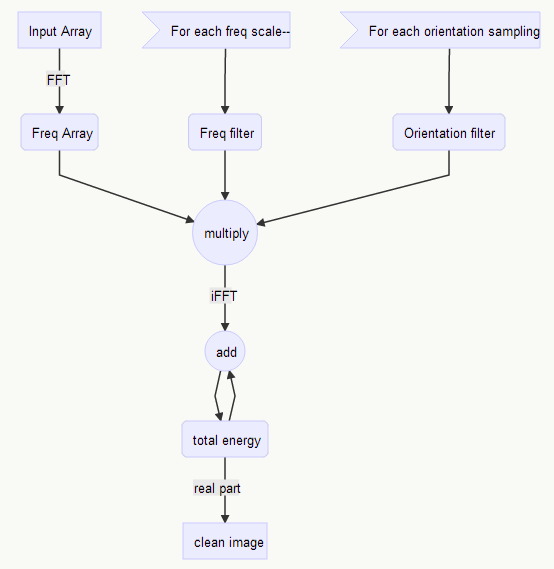 Input Array
For each freq scale--
For each orientation sampling
FFT
Freq Array
Freq filter
Orientation filter
multiply
iFFT
add
total energy
real part
clean image